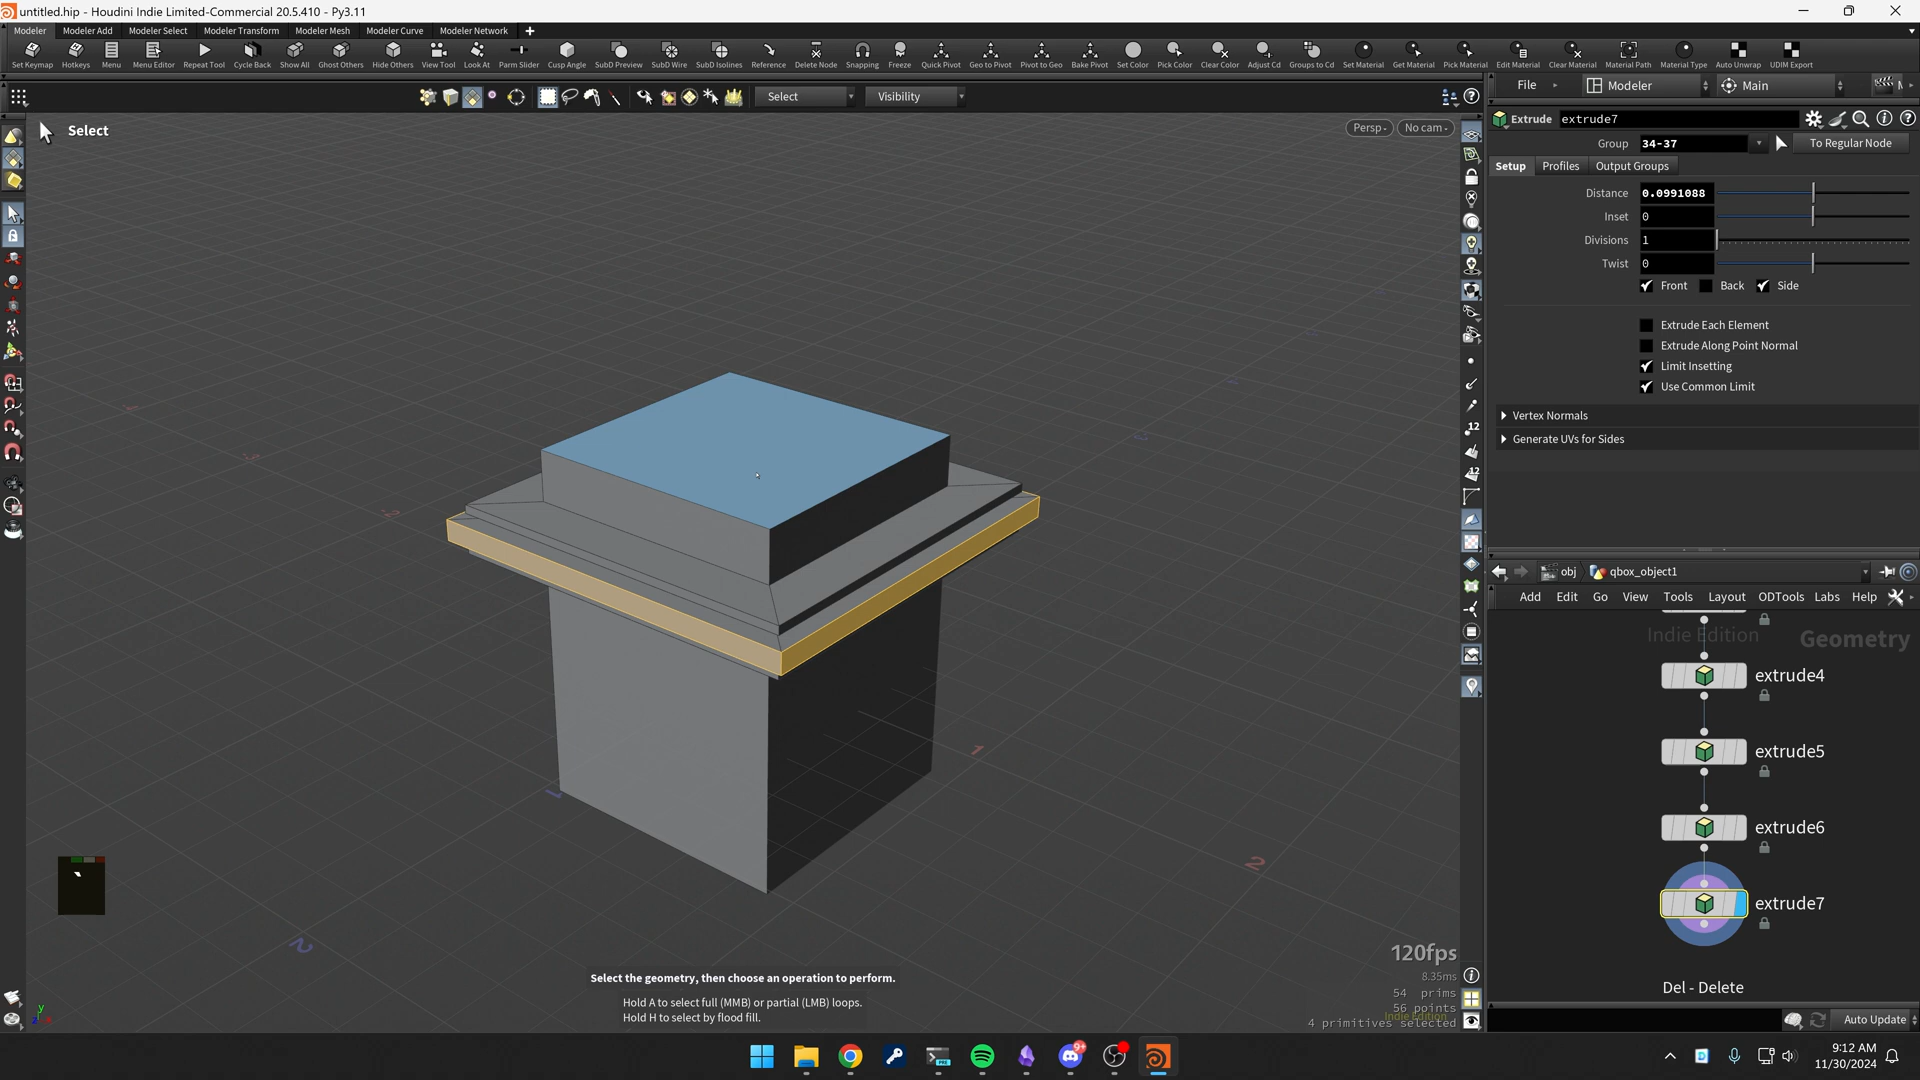 untitled.hip - Houdini Indie Limited-Commercial 20.5.410 - Py3.11
Modeler Modeler Add Modeler Select Modeler Transform Modeler Mesh Modeler Curve Modeler Network
Set Keymap Hotkeys Menu Menu Editor Repeat Tool Cycle Back Show All Ghost Others Hide Others View Tool Look At Parm Slider Cusp Angle SubD Preview SubD Wire SubD Isolines Reference Delete Node Snapping Freeze Quick Pivot Geo to Pivot Pivot to Geo Bake Pivot Set Color Pick Color Clear Color Adjust Cd Groups to Cd Set Material Get Material Pick Material Edit Material Clear Material Material Path Material Type Auto Unwrap UDIM Export
Select Visibility
File Modeler Main
Select
Persp No cam
Extrude extrude7
Group 34-37 To Regular Node
Setup Profiles Output Groups
Distance 0.0991088
Inset 0
Divisions 1
Twist 0
Front Back Side
Extrude Each Element
Extrude Along Point Normal
Limit Insetting
Use Common Limit
Vertex Normals
Generate UVs for Sides
12
12
obj qbox_object1
Add Edit Go View Tools Layout ODTools Labs Help
Indie Edition Geometry
extrude4
extrude5
extrude6
extrude7
Del - Delete
1
2
120fps
8.35ms
54 prims
56 points
Indie Edition
4 primitives selected
Select the geometry, then choose an operation to perform.
Hold A to select full (MMB) or partial (LMB) loops.
Hold H to select by flood fill.
Auto Update
9:12 AM
11/30/2024